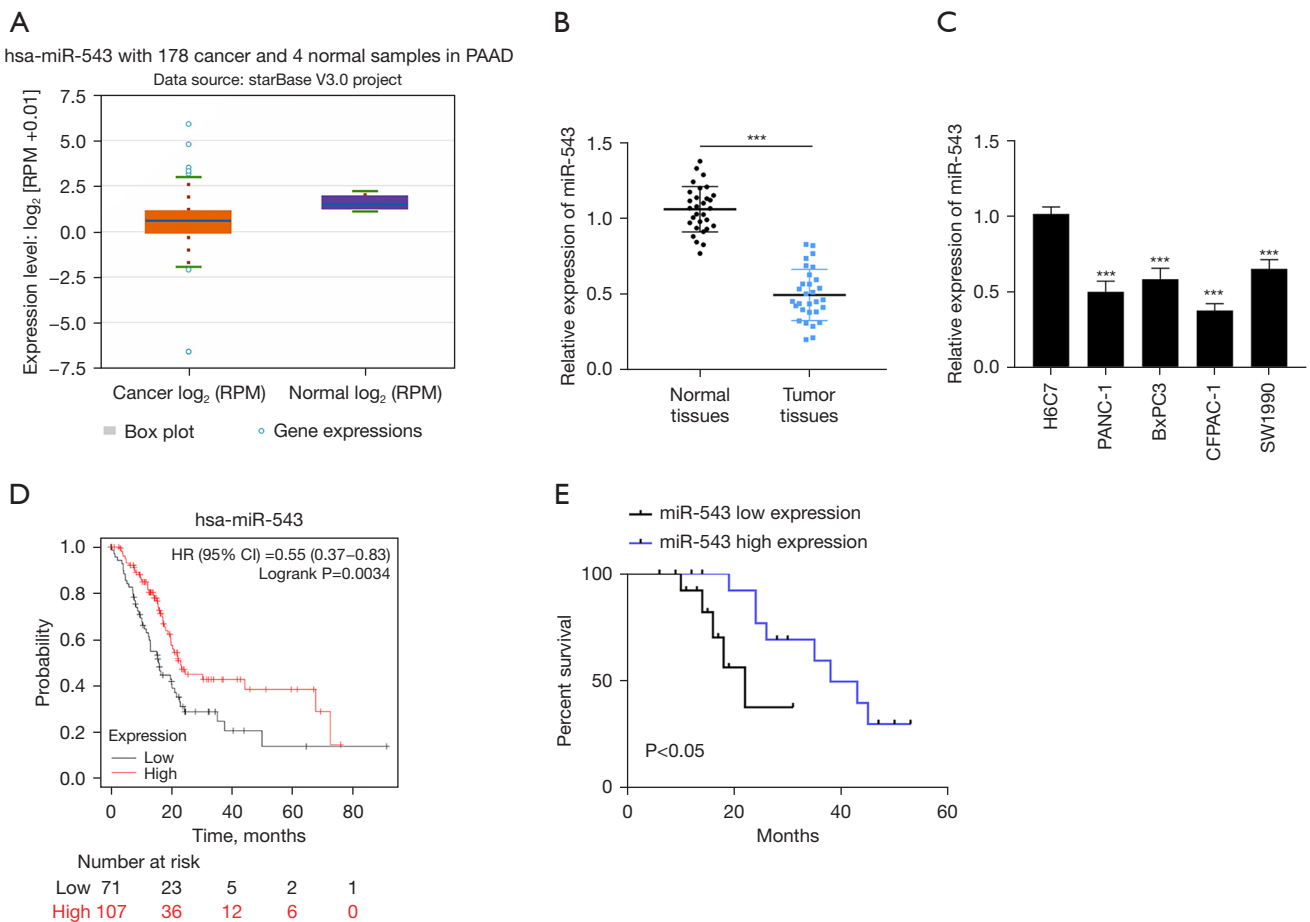 A
hsa-miR-543 with 178 cancer and 4 normal samples in PAAD
Data source: starBase V3.0 project
Expression level: log₂ [RPM +0.01]
7.5
5.0
2.5
0.0
−2.5
−5.0
−7.5
Cancer log₂ (RPM)
Normal log₂ (RPM)
Box plot
Gene expressions
B
Relative expression of miR-543
1.5
1.0
0.5
0.0
***
Normal tissues
Tumor tissues
C
Relative expression of miR-543
1.5
1.0
0.5
0.0
***
***
***
***
H6C7
PANC-1
BxPC3
CFPAC-1
SW1990
D
hsa-miR-543
HR (95% CI) =0.55 (0.37–0.83)
Logrank P=0.0034
Probability
1.0
0.8
0.6
0.4
0.2
0.0
Expression
Low
High
0 20 40 60 80
Time, months
Number at risk
Low 71 23 5 2 1
High 107 36 12 6 0
E
miR-543 low expression
miR-543 high expression
Percent survival
100
50
0
P<0.05
0 20 40 60
Months